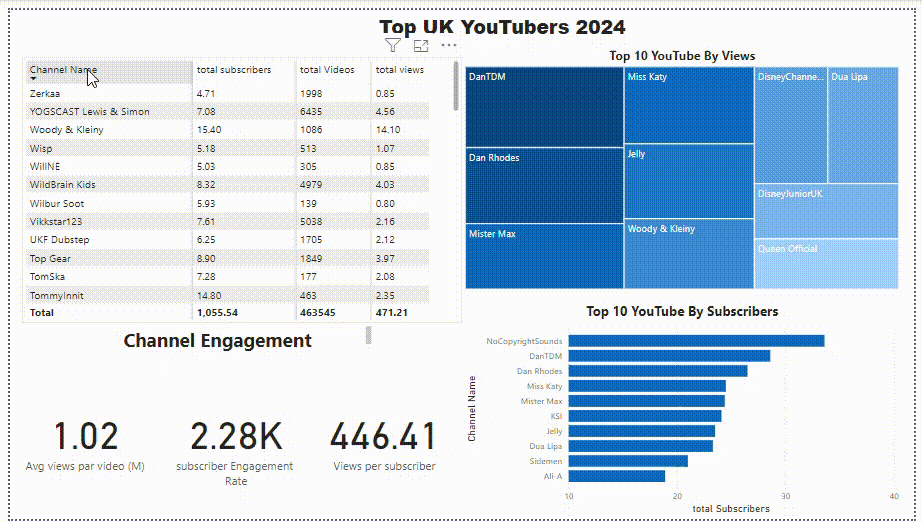 Top UK YouTubers 2024
Channel Name total subscribers total Videos total views
Zerkaa 4.71 1998 0.85
YOGSCAST Lewis & Simon 7.08 6435 4.56
Woody & Kleiny 15.40 1086 14.10
Wisp 5.18 513 1.07
WillNE 5.03 305 0.85
WildBrain Kids 8.32 4979 4.03
Wilbur Soot 5.93 139 0.80
Vikkstar123 7.61 5038 2.16
UKF Dubstep 6.25 1705 2.12
Top Gear 8.90 1849 3.97
TomSka 7.28 177 2.08
TommyInnit 14.80 463 2.35
Total 1,055.54 463545 471.21
Top 10 YouTube By Views
DanTDM
Dan Rhodes
Mister Max
Miss Katy
Jelly
Woody & Kleiny
DisneyChanne...
Dua Lipa
DisneyJuniorUK
Queen Official
Channel Engagement
1.02
Avg views par video (M)
2.28K
subscriber Engagement
Rate
446.41
Views per subscriber
Top 10 YouTube By Subscribers
Channel Name
NoCopyrightSounds
DanTDM
Dan Rhodes
Miss Katy
Mister Max
KSI
Jelly
Dua Lipa
Sidemen
Ali-A
10 20 30 40
total Subscribers